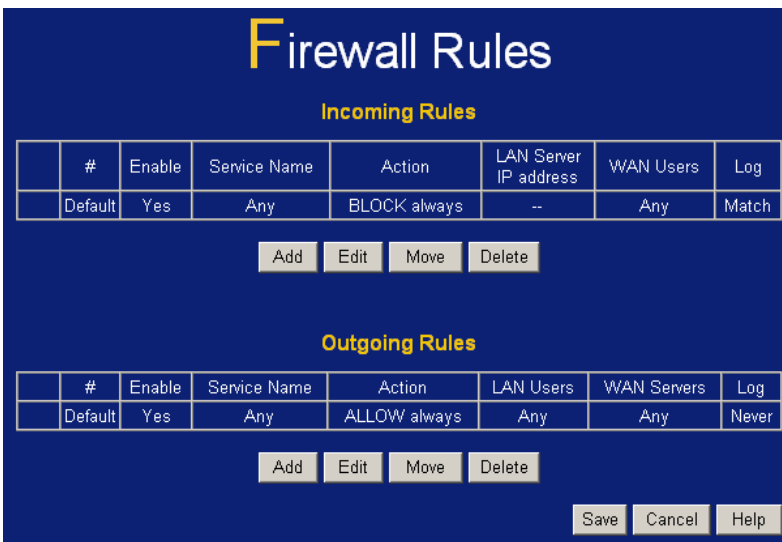 Firewall Rules
Incoming Rules
# Enable Service Name Action LAN Server IP address WAN Users Log
Default Yes Any BLOCK always -- Any Match
Add Edit Move Delete
Outgoing Rules
# Enable Service Name Action LAN Users WAN Servers Log
Default Yes Any ALLOW always Any Any Never
Add Edit Move Delete
Save Cancel Help